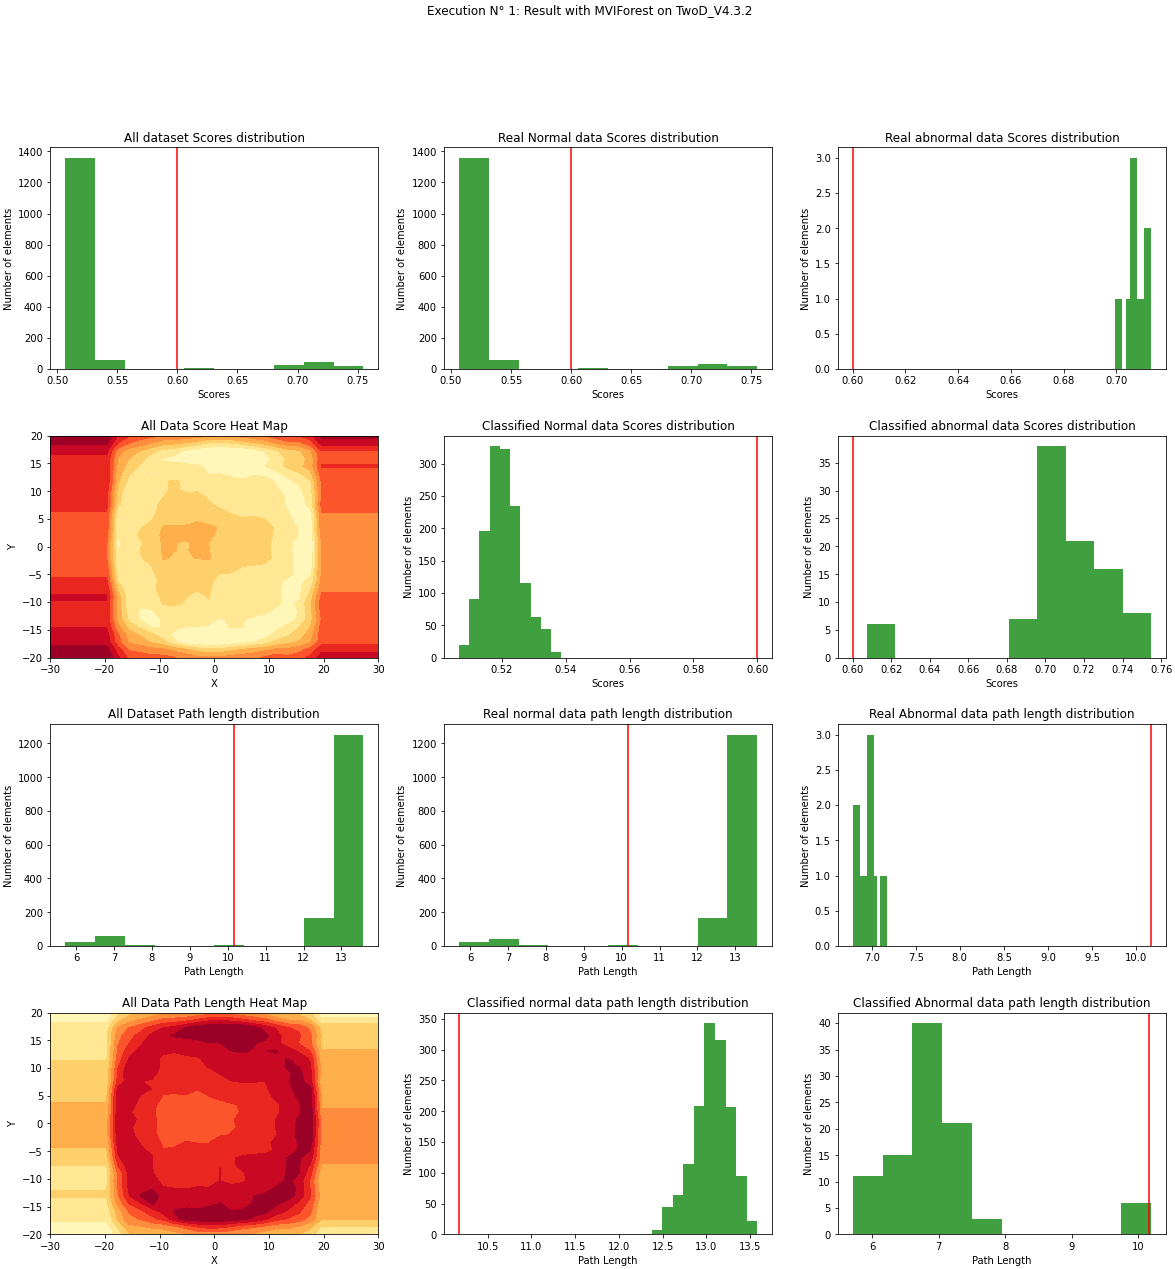 Execution N° 1: Result with MVIForest on TwoD_V4.3.2
All dataset Scores distribution
Number of elements
1400
1200
1000
800
600
400
200
0
0.50 0.55 0.60 0.65 0.70 0.75
Scores
Real Normal data Scores distribution
Number of elements
1400
1200
1000
800
600
400
200
0
0.50 0.55 0.60 0.65 0.70 0.75
Scores
Real abnormal data Scores distribution
Number of elements
3.0
2.5
2.0
1.5
1.0
0.5
0.0
0.60 0.62 0.64 0.66 0.68 0.70
Scores
All Data Score Heat Map
Y
20
15
10
5
0
−5
−10
−15
−20
−30 −20 −10 0 10 20 30
X
Classified Normal data Scores distribution
Number of elements
300
250
200
150
100
50
0
0.52 0.54 0.56 0.58 0.60
Scores
Classified abnormal data Scores distribution
Number of elements
35
30
25
20
15
10
5
0
0.60 0.62 0.64 0.66 0.68 0.70 0.72 0.74 0.76
Scores
All Dataset Path length distribution
Number of elements
1200
1000
800
600
400
200
0
6 7 8 9 10 11 12 13
Path Length
Real normal data path length distribution
Number of elements
1200
1000
800
600
400
200
0
6 7 8 9 10 11 12 13
Path Length
Real Abnormal data path length distribution
Number of elements
3.0
2.5
2.0
1.5
1.0
0.5
0.0
7.0 7.5 8.0 8.5 9.0 9.5 10.0
Path Length
All Data Path Length Heat Map
Y
20
15
10
5
0
−5
−10
−15
−20
−30 −20 −10 0 10 20 30
X
Classified normal data path length distribution
Number of elements
350
300
250
200
150
100
50
0
10.5 11.0 11.5 12.0 12.5 13.0 13.5
Path Length
Classified Abnormal data path length distribution
Number of elements
40
35
30
25
20
15
10
5
0
6 7 8 9 10
Path Length